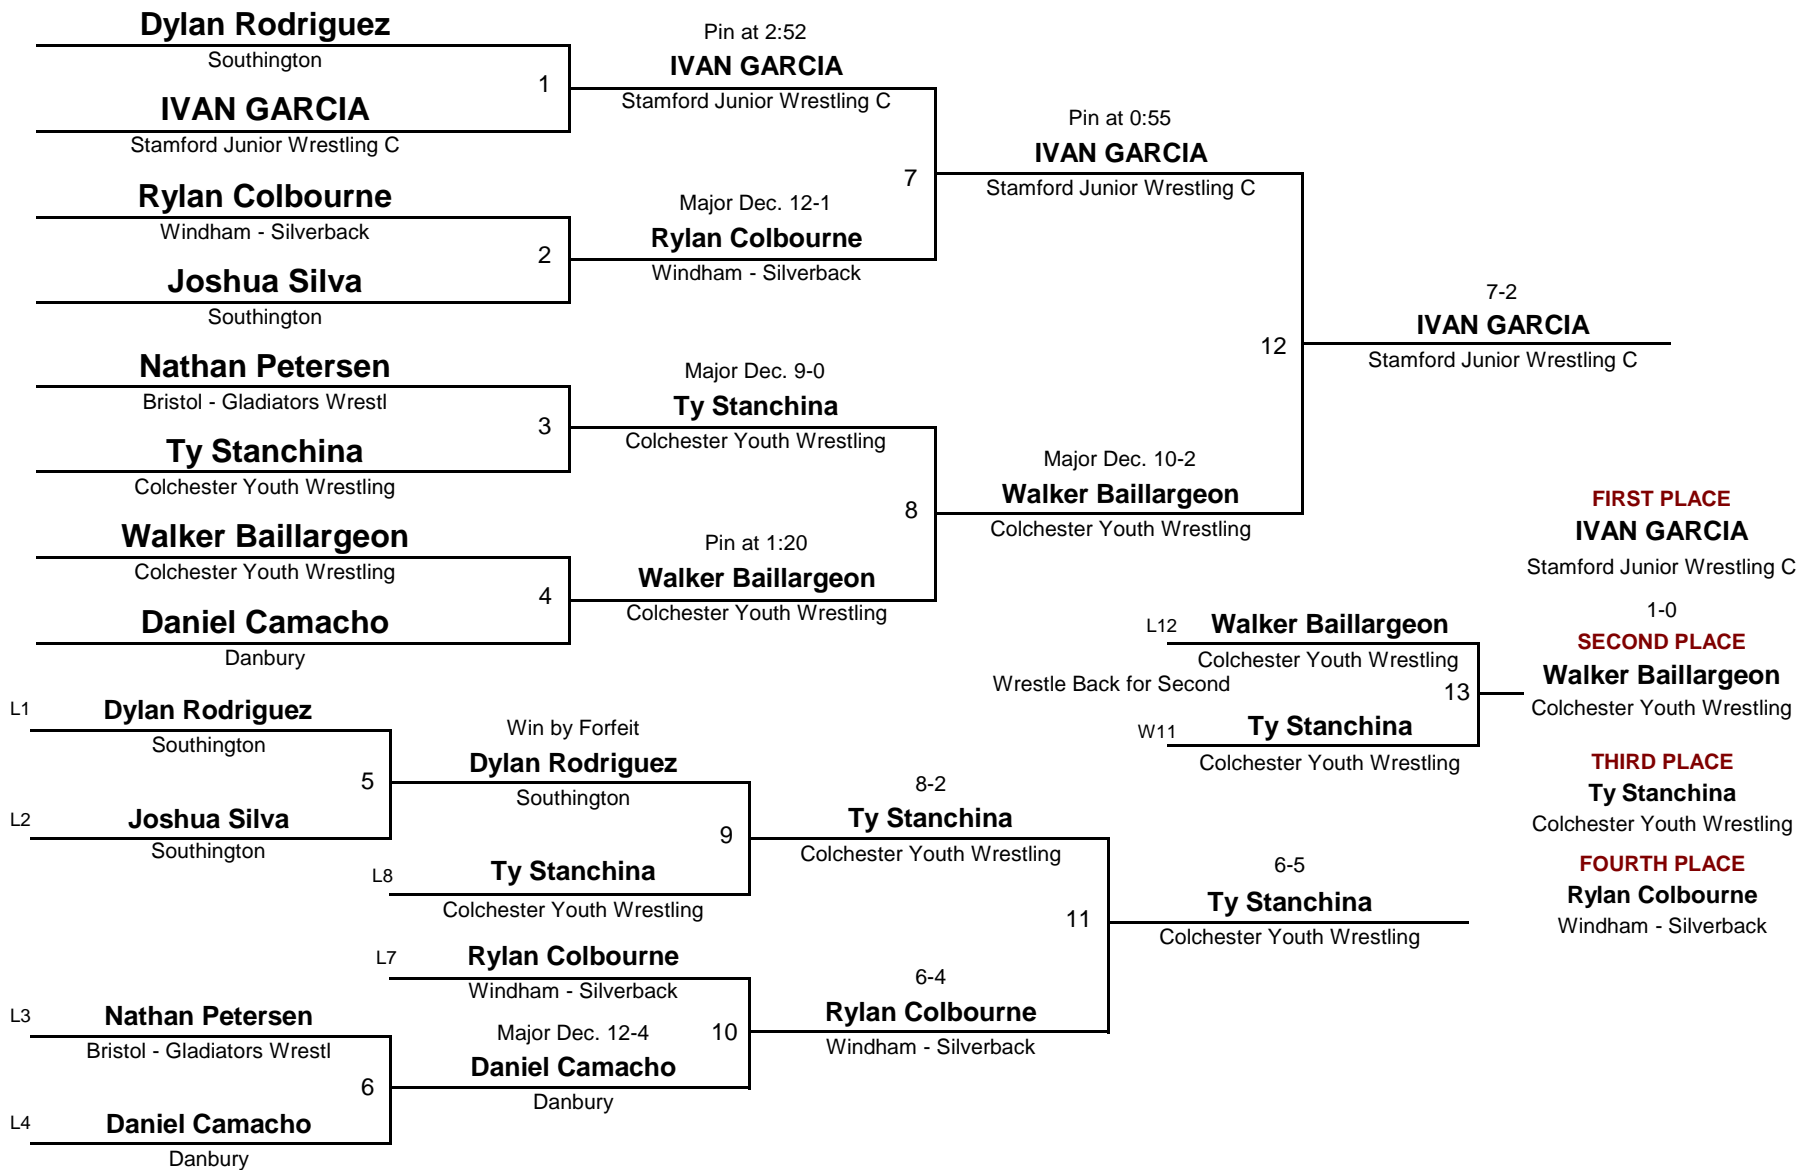 Dylan Rodriguez
Southington
1
IVAN GARCIA
Stamford Junior Wrestling C
Rylan Colbourne
Windham - Silverback
2
Joshua Silva
Southington
Nathan Petersen
Bristol - Gladiators Wrestl
3
Ty Stanchina
Colchester Youth Wrestling
Walker Baillargeon
Colchester Youth Wrestling
4
Daniel Camacho
Danbury
Pin at 2:52
IVAN GARCIA
Stamford Junior Wrestling C
7
Major Dec. 12-1
Rylan Colbourne
Windham - Silverback
Major Dec. 9-0
Ty Stanchina
Colchester Youth Wrestling
8
Pin at 1:20
Walker Baillargeon
Colchester Youth Wrestling
Pin at 0:55
IVAN GARCIA
Stamford Junior Wrestling C
12
Major Dec. 10-2
Walker Baillargeon
Colchester Youth Wrestling
7-2
IVAN GARCIA
Stamford Junior Wrestling C
L1 Dylan Rodriguez
Southington
5
L2 Joshua Silva
Southington
L3 Nathan Petersen
Bristol - Gladiators Wrestl
6
L4 Daniel Camacho
Danbury
Win by Forfeit
Dylan Rodriguez
Southington
9
L8 Ty Stanchina
Colchester Youth Wrestling
L7 Rylan Colbourne
Windham - Silverback
Major Dec. 12-4 10
Daniel Camacho
Danbury
8-2
Ty Stanchina
Colchester Youth Wrestling
11
6-4
Rylan Colbourne
Windham - Silverback
6-5
Ty Stanchina
Colchester Youth Wrestling
L12 Walker Baillargeon
Colchester Youth Wrestling
Wrestle Back for Second 13
W11 Ty Stanchina
Colchester Youth Wrestling
FIRST PLACE
IVAN GARCIA
Stamford Junior Wrestling C
1-0
SECOND PLACE
Walker Baillargeon
Colchester Youth Wrestling
THIRD PLACE
Ty Stanchina
Colchester Youth Wrestling
FOURTH PLACE
Rylan Colbourne
Windham - Silverback